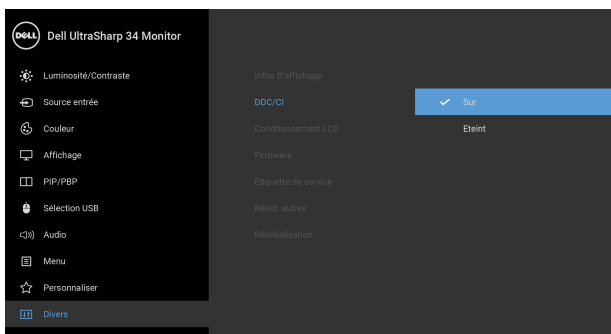 DELL Dell UltraSharp 34 Monitor
Luminosité/Contraste
Infos D'affichage
Source entrée
DDC/CI
Sur
Couleur
Condtionnement LCD
Eteint
Affichage
Firmware
PIP/PBP
Étiquette de service
Sélection USB
Réinit. autres
Audio
Réinitialisation
Menu
Personnaliser
Divers